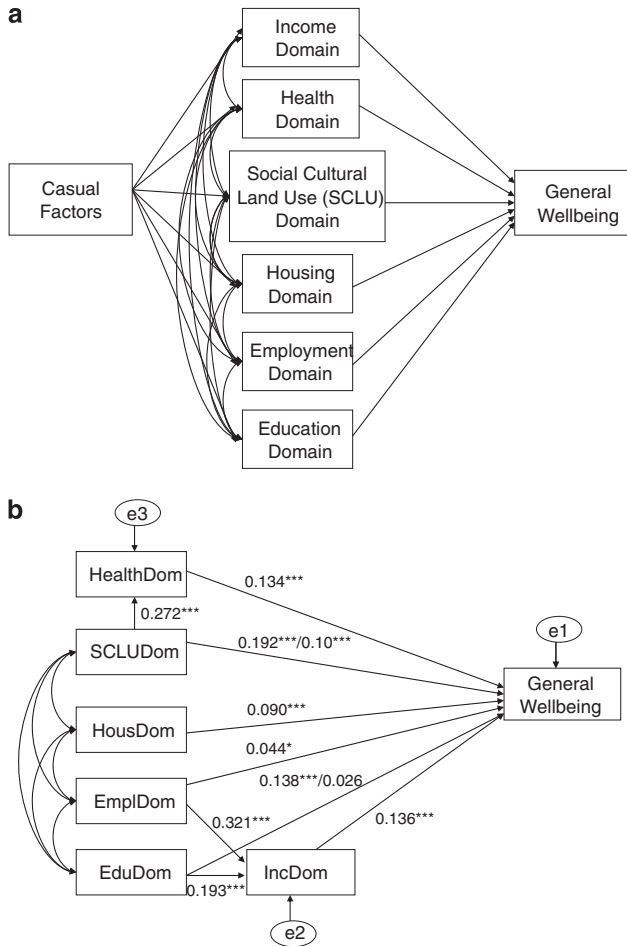 a
Income
Domain
Health
Domain
Social Cultural
Land Use (SCLU)
Domain
Casual
Factors
General
Wellbeing
Housing
Domain
Employment
Domain
Education
Domain
b
e3
HealthDom
0.134***
0.272***
SCLUDom
0.192***/0.10***
e1
General
Wellbeing
HousDom
0.090***
0.044*
EmplDom
0.138***/0.026
0.321***
0.136***
EduDom
IncDom
0.193***
e2